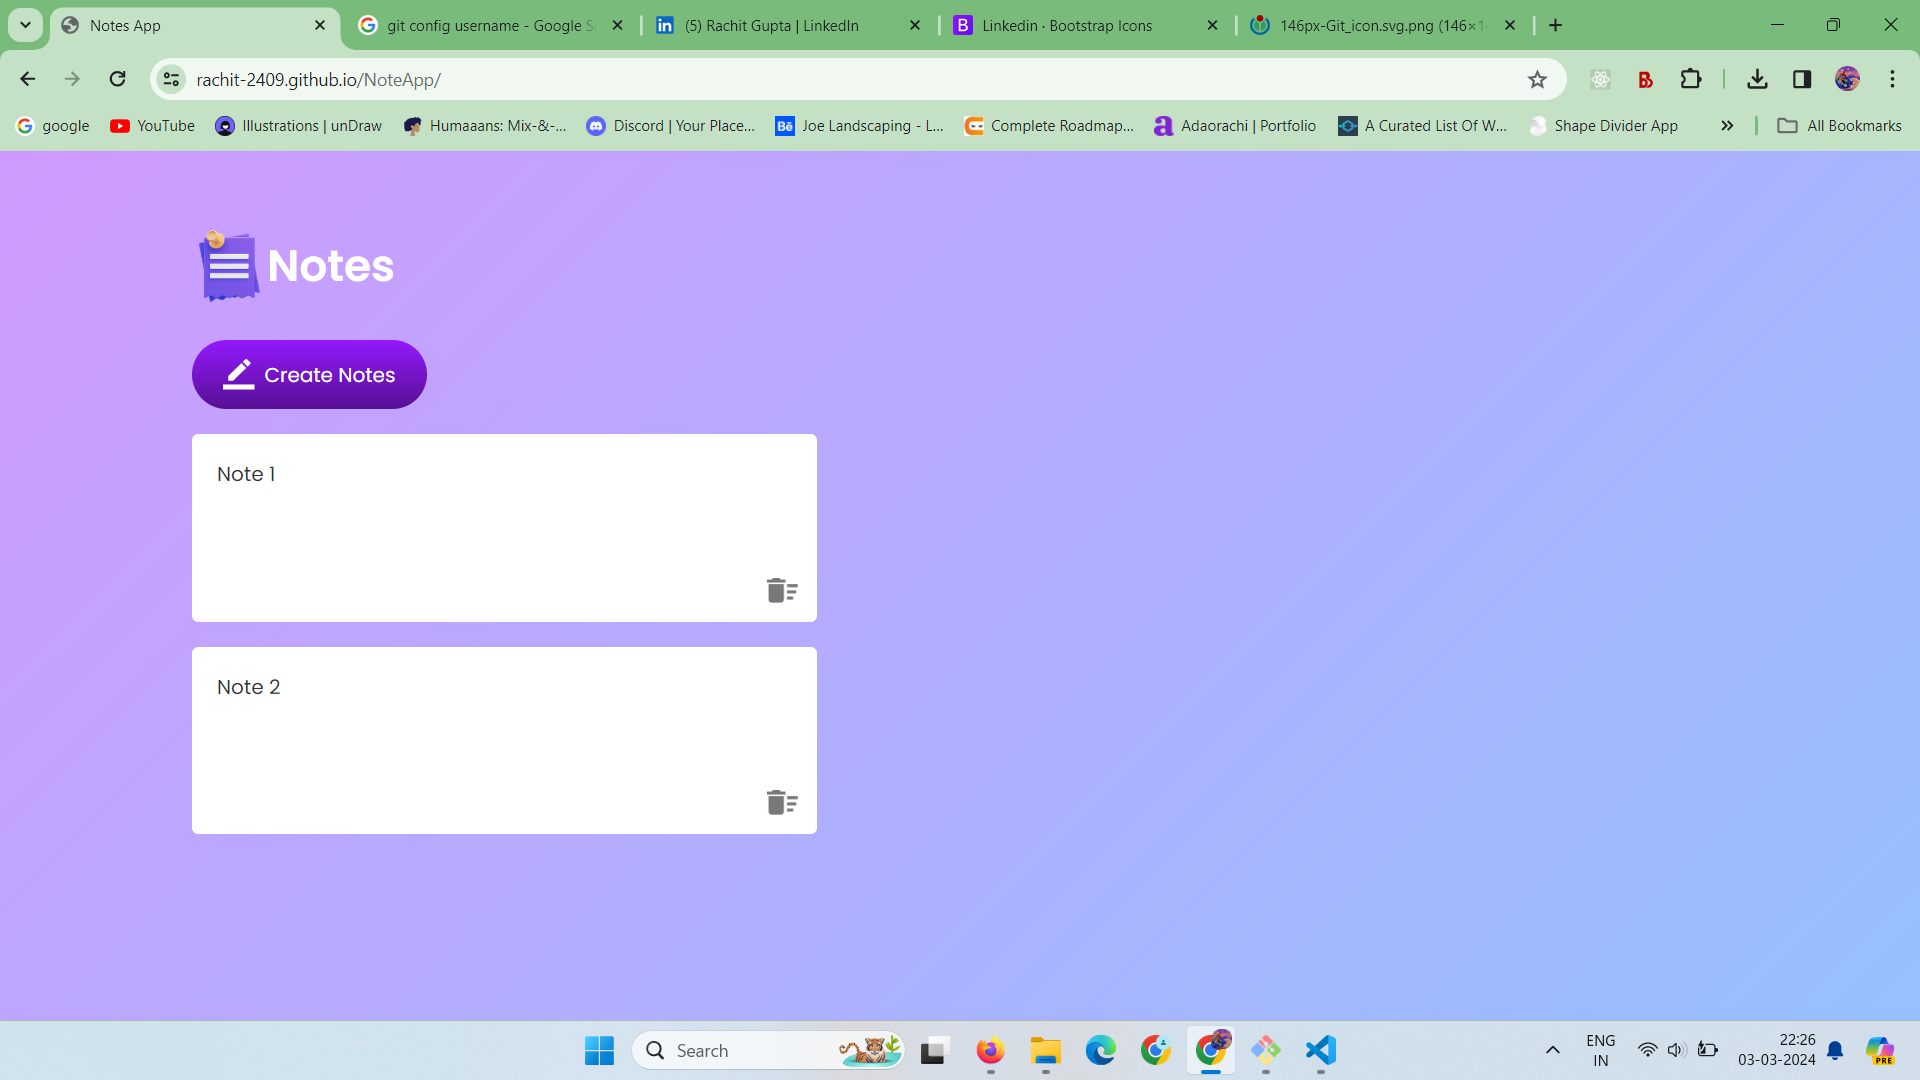 Notes App
git config username - Google S
(5) Rachit Gupta | LinkedIn
Linkedin · Bootstrap Icons
146px-Git_icon.svg.png (146×1
rachit-2409.github.io/NoteApp/
google
YouTube
Illustrations | unDraw
Humaaans: Mix-&-...
Discord | Your Place...
Joe Landscaping - L...
Complete Roadmap...
Adaorachi | Portfolio
A Curated List Of W...
Shape Divider App
All Bookmarks
Notes
Create Notes
Note 1
Note 2
Search
ENG
IN
22:26
03-03-2024
PRE